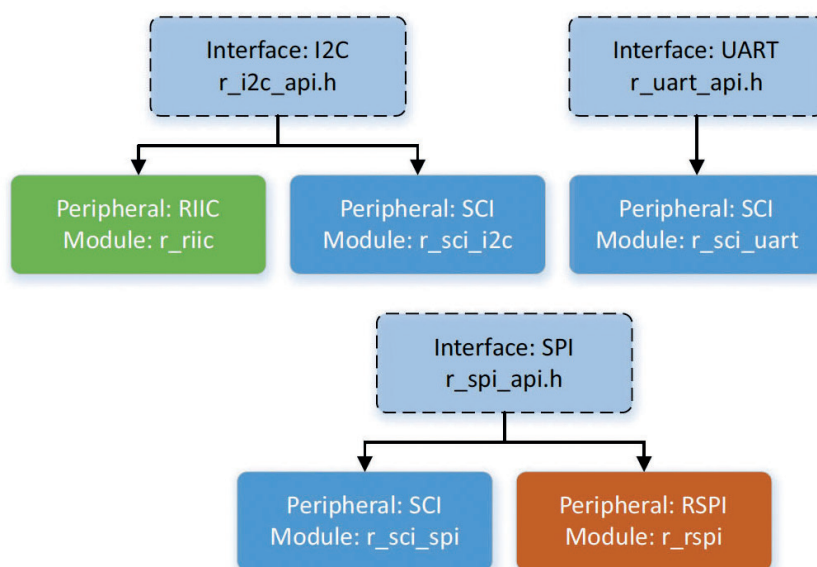 Interface: I2C
r_i2c_api.h
Interface: UART
r_uart_api.h
Peripheral: RIIC
Module: r_riic
Peripheral: SCI
Module: r_sci_i2c
Peripheral: SCI
Module: r_sci_uart
Interface: SPI
r_spi_api.h
Peripheral: SCI
Module: r_sci_spi
Peripheral: RSPI
Module: r_rspi